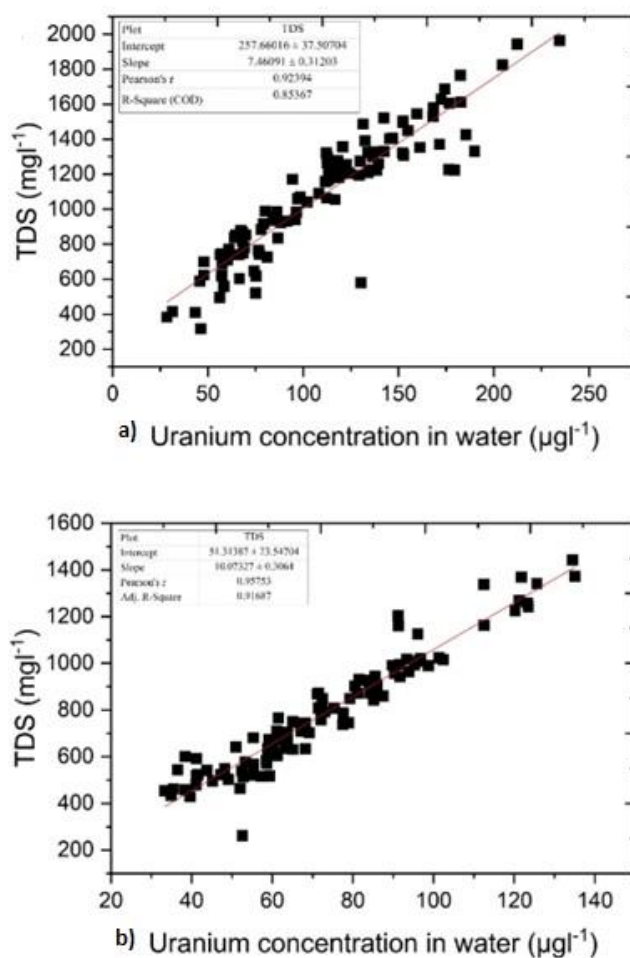 Plot TDS
Intercept 257.66016 ± 37.50704
Slope 7.46091 ± 0.31203
Pearson's r 0.92394
R-Square (COD) 0.85367
2000
1800
1600
1400
1200
1000
800
600
400
200
TDS (mgl⁻¹)
0 50 100 150 200 250
a) Uranium concentration in water (µgl⁻¹)
Plot TDS
Intercept 51.31387 ± 23.54704
Slope 10.07327 ± 0.3064
Pearson's r 0.95753
Adj. R-Square 0.91687
1600
1400
1200
1000
800
600
400
200
TDS (mgl⁻¹)
20 40 60 80 100 120 140
b) Uranium concentration in water (µgl⁻¹)